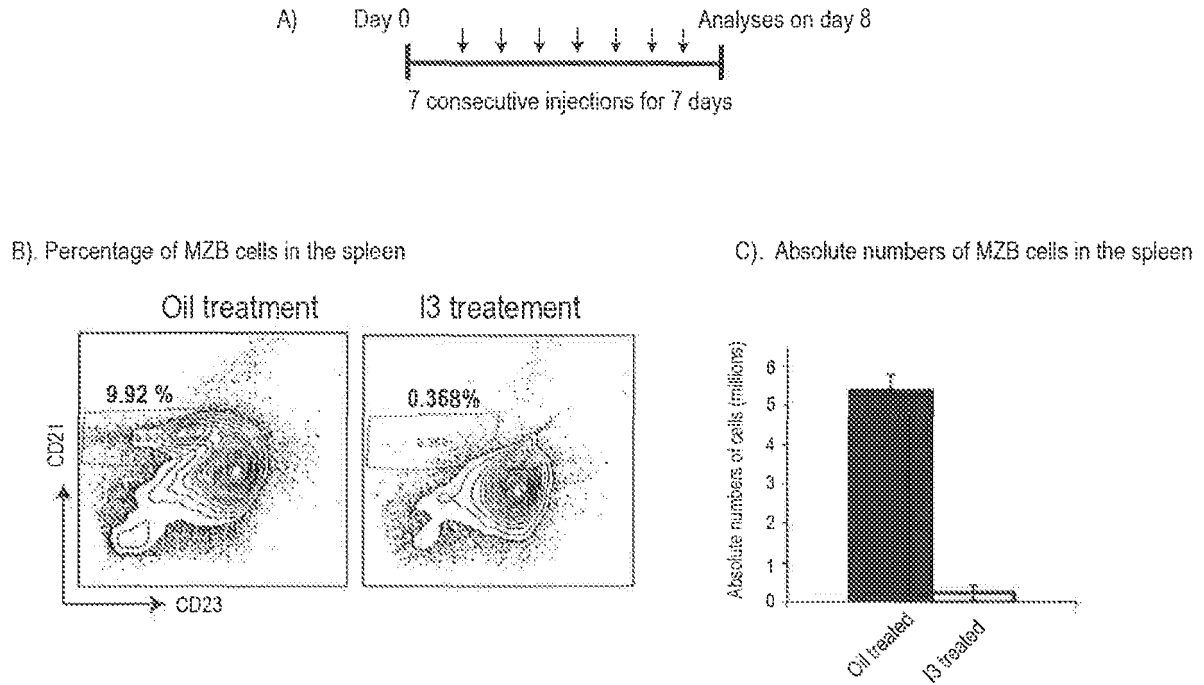 A)
Day 0
Analyses on day 8
7 consecutive injections for 7 days
B). Percentage of MZB cells in the spleen
C). Absolute numbers of MZB cells in the spleen
Oil treatment
I3 treatement
9.92 %
0.368%
CD21
CD23
Absolute numbers of cells (millions)
6
5
4
3
2
1
0
Oil treated
I3 treated